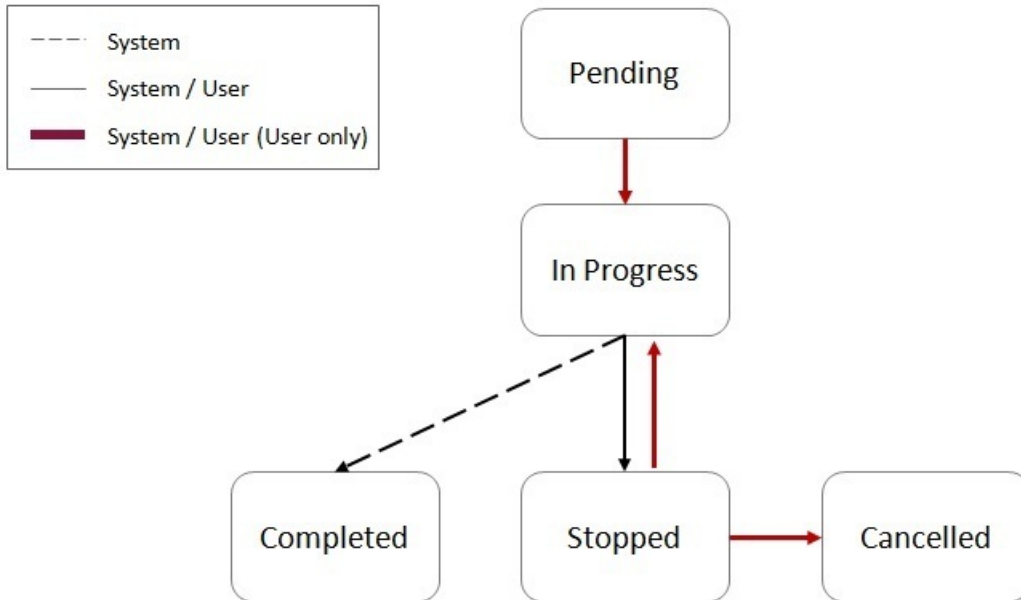 System
System / User
System / User (User only)
Pending
In Progress
Completed
Stopped
Cancelled